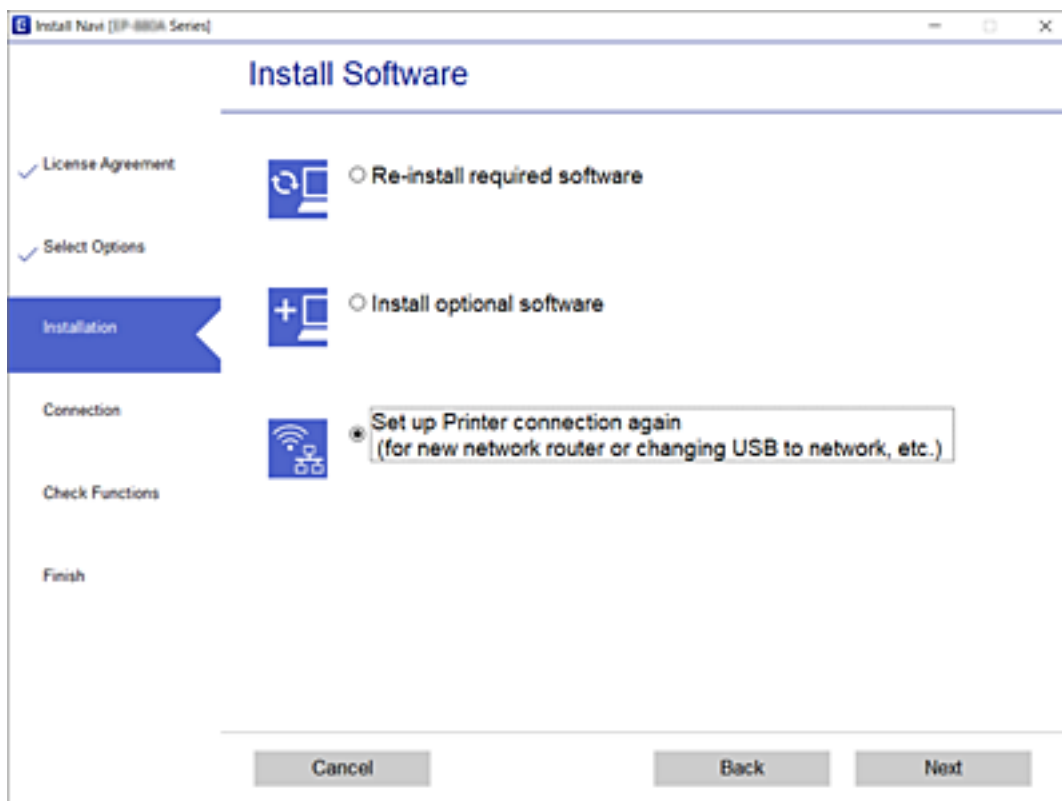 Install Navi [EP-880A Series]
Install Software
License Agreement
Select Options
Installation
Connection
Check Functions
Finish
Re-install required software
Install optional software
Set up Printer connection again
(for new network router or changing USB to network, etc.)
Cancel
Back
Next